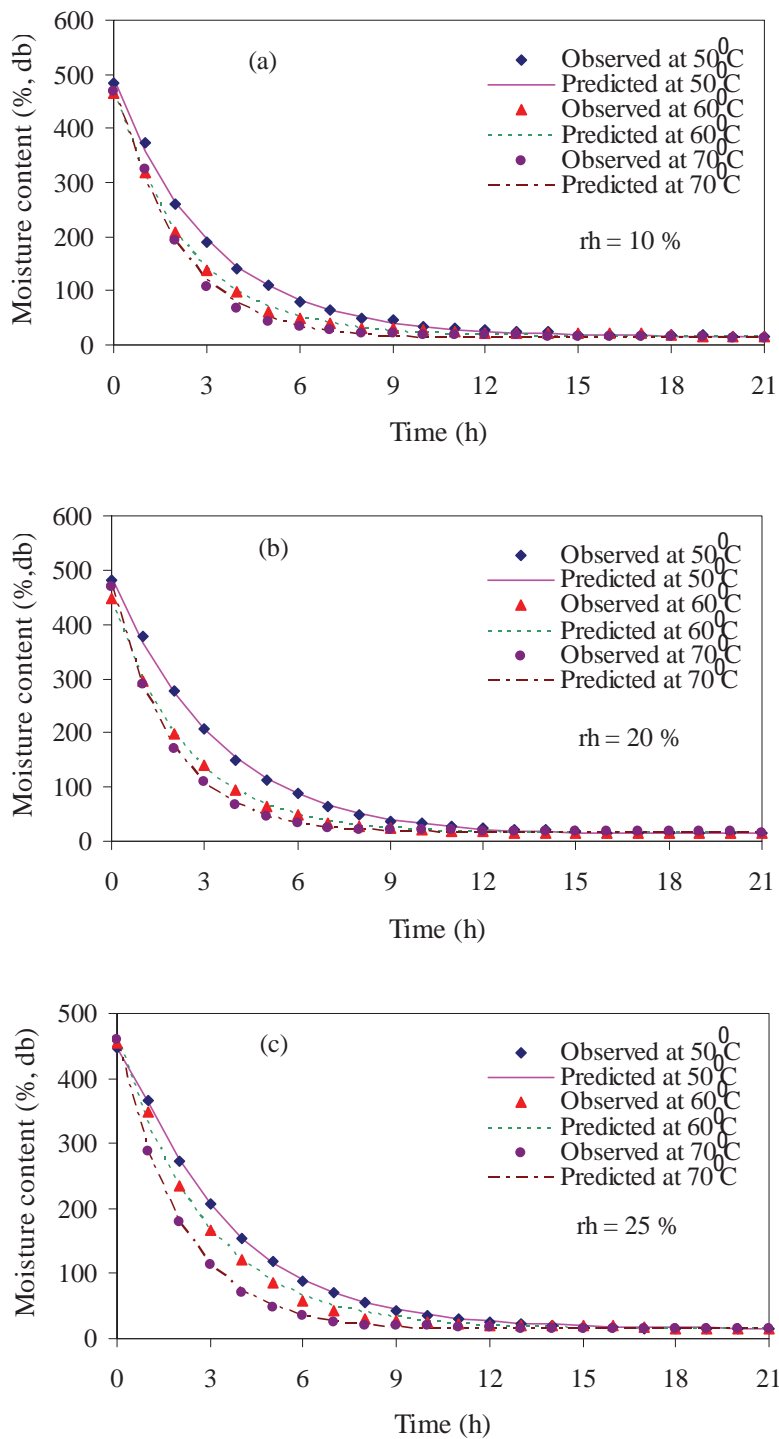 600
500
400
300
200
100
0
Moisture content (%, db)
(a)
Observed at 50⁰C
Predicted at 50⁰C
Observed at 60⁰C
Predicted at 60⁰C
Observed at 70⁰C
Predicted at 70⁰C
rh = 10 %
0 3 6 9 12 15 18 21
Time (h)
600
500
400
300
200
100
0
Moisture content (%,db)
(b)
Observed at 50⁰C
Predicted at 50⁰C
Observed at 60⁰C
Predicted at 60⁰C
Observed at 70⁰C
Predicted at 70⁰C
rh = 20 %
0 3 6 9 12 15 18 21
Time (h)
500
400
300
200
100
0
Moisture content (%, db)
(c)
Observed at 50⁰C
Predicted at 50⁰C
Observed at 60⁰C
Predicted at 60⁰C
Observed at 70⁰C
Predicted at 70⁰C
rh = 25 %
0 3 6 9 12 15 18 21
Time (h)